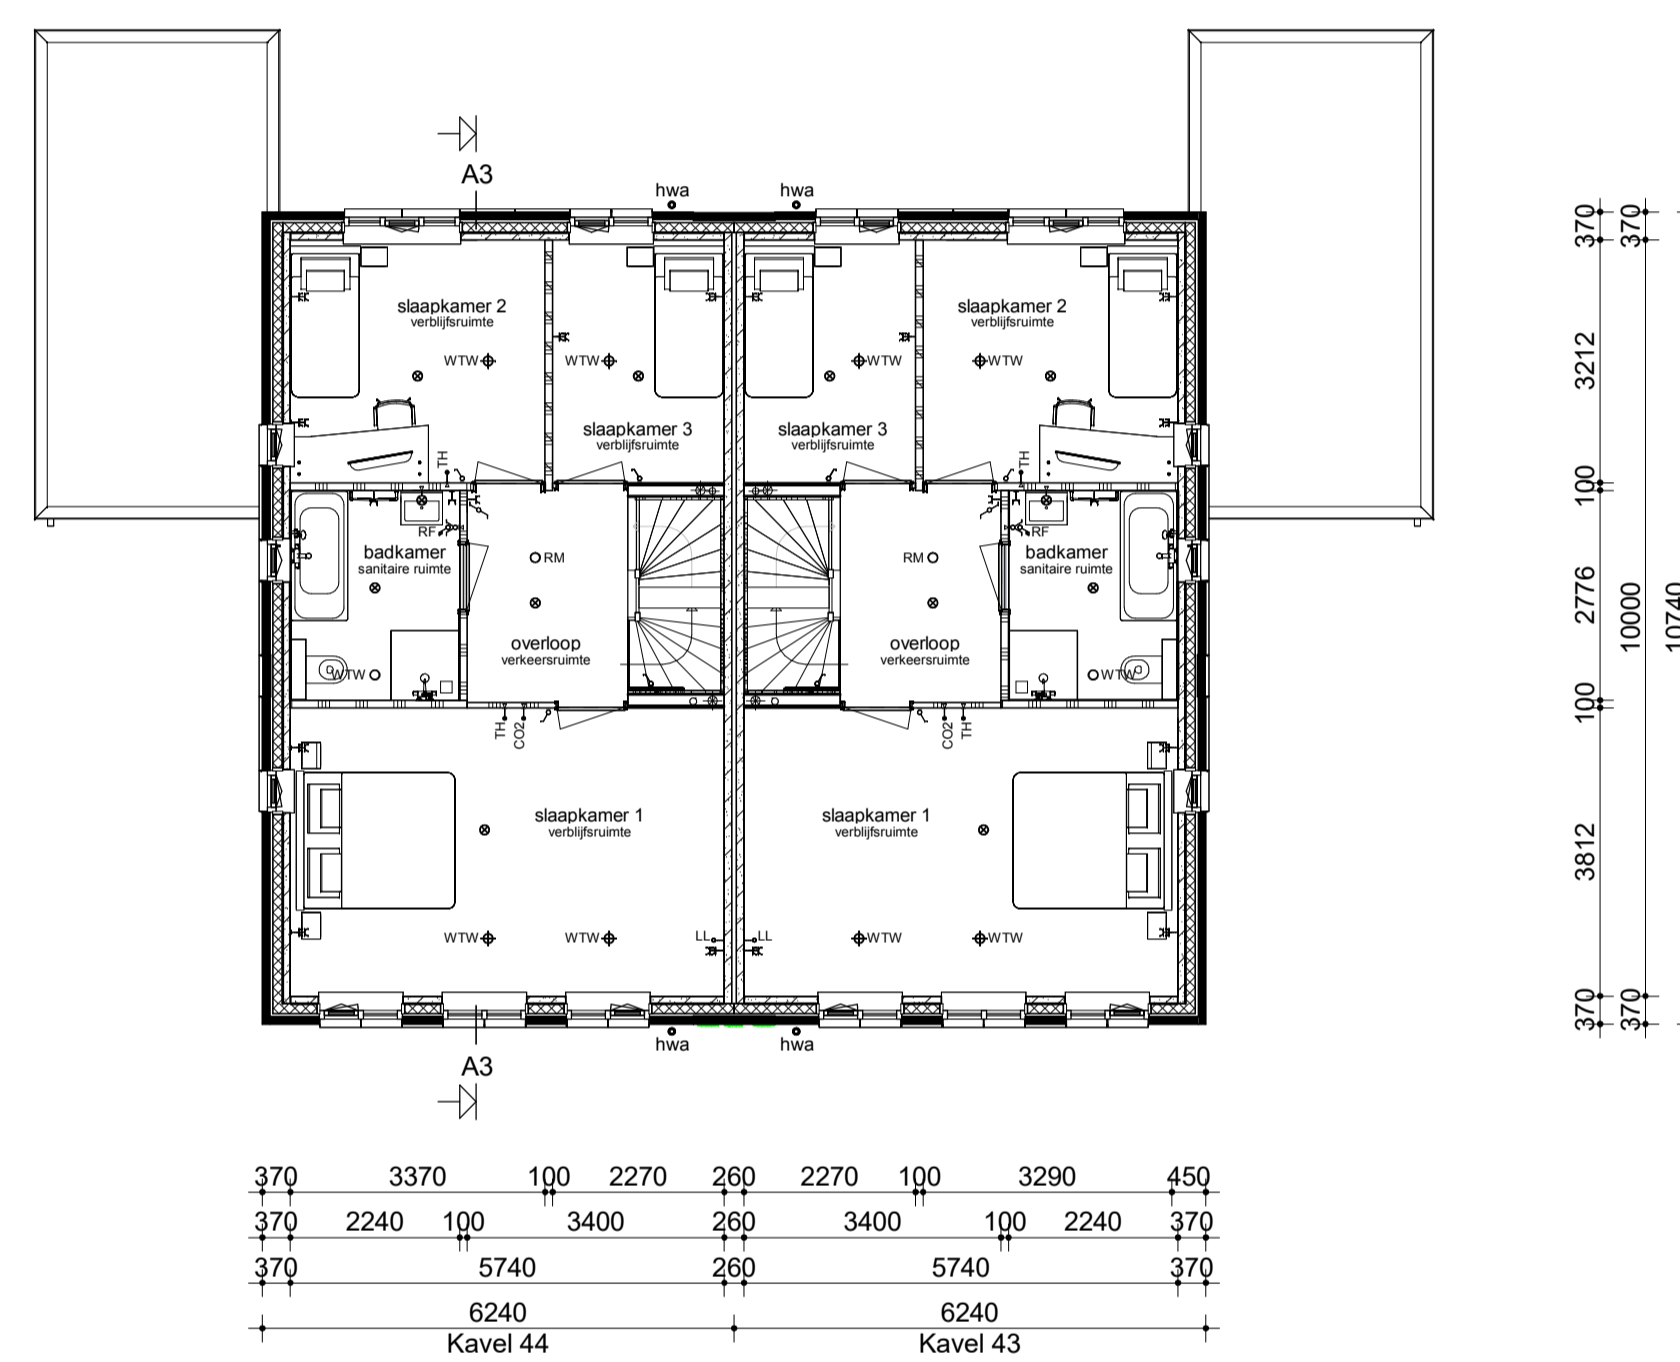 A3
hwa hwa
slaapkamer 2
verblijfsruimte
slaapkamer 2
verblijfsruimte
WTW WTW WTW WTW
slaapkamer 3
verblijfsruimte
slaapkamer 3
verblijfsruimte
TH TH
RF RF
badkamer
sanitaire ruimte
RM RM
badkamer
sanitaire ruimte
overloop
verkeersruimte
overloop
verkeersruimte
WTW WTW
TH CO2 CO2 TH
slaapkamer 1
verblijfsruimte
slaapkamer 1
verblijfsruimte
WTW WTW LL LL WTW WTW
hwa hwa
A3
370 3370 100 2270 260 2270 100 3290 450
370 2240 100 3400 260 3400 100 2240 370
370 5740 260 5740 370
6240 6240
Kavel 44 Kavel 43
370 3212 100 2776 100 3812 370
370 10000 370
10740